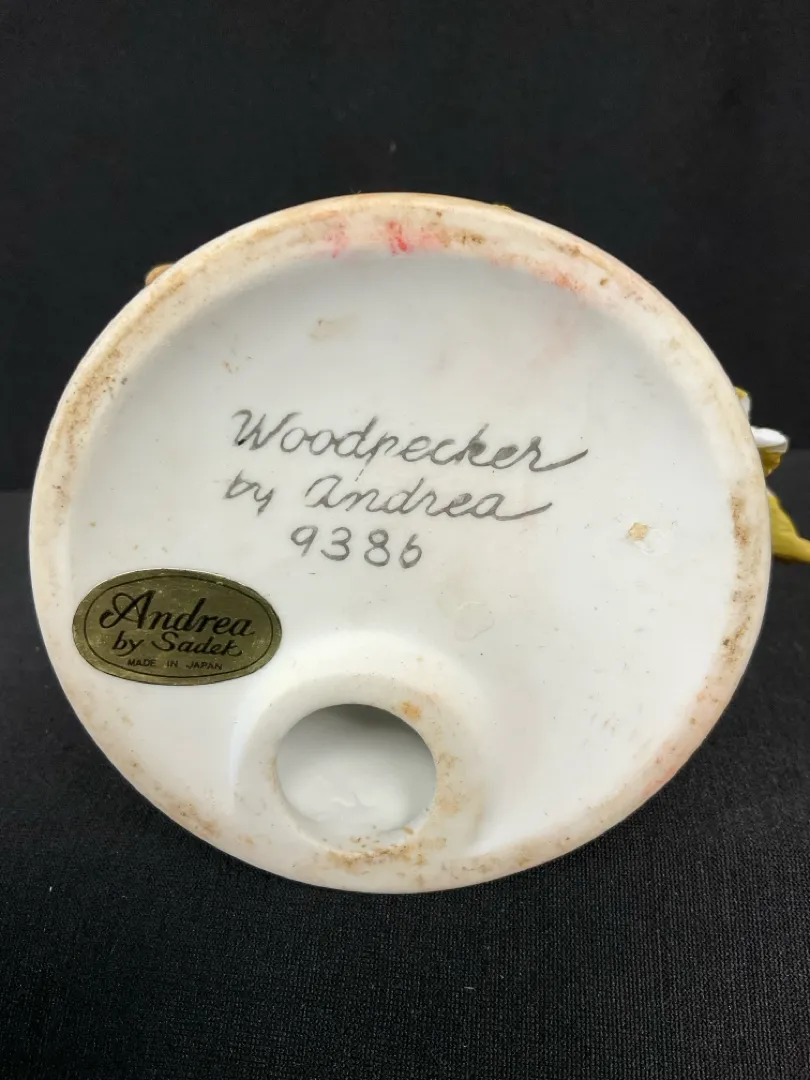 Woodpecker
by Andrea
9386
Andrea
by Sadek
MADE IN JAPAN